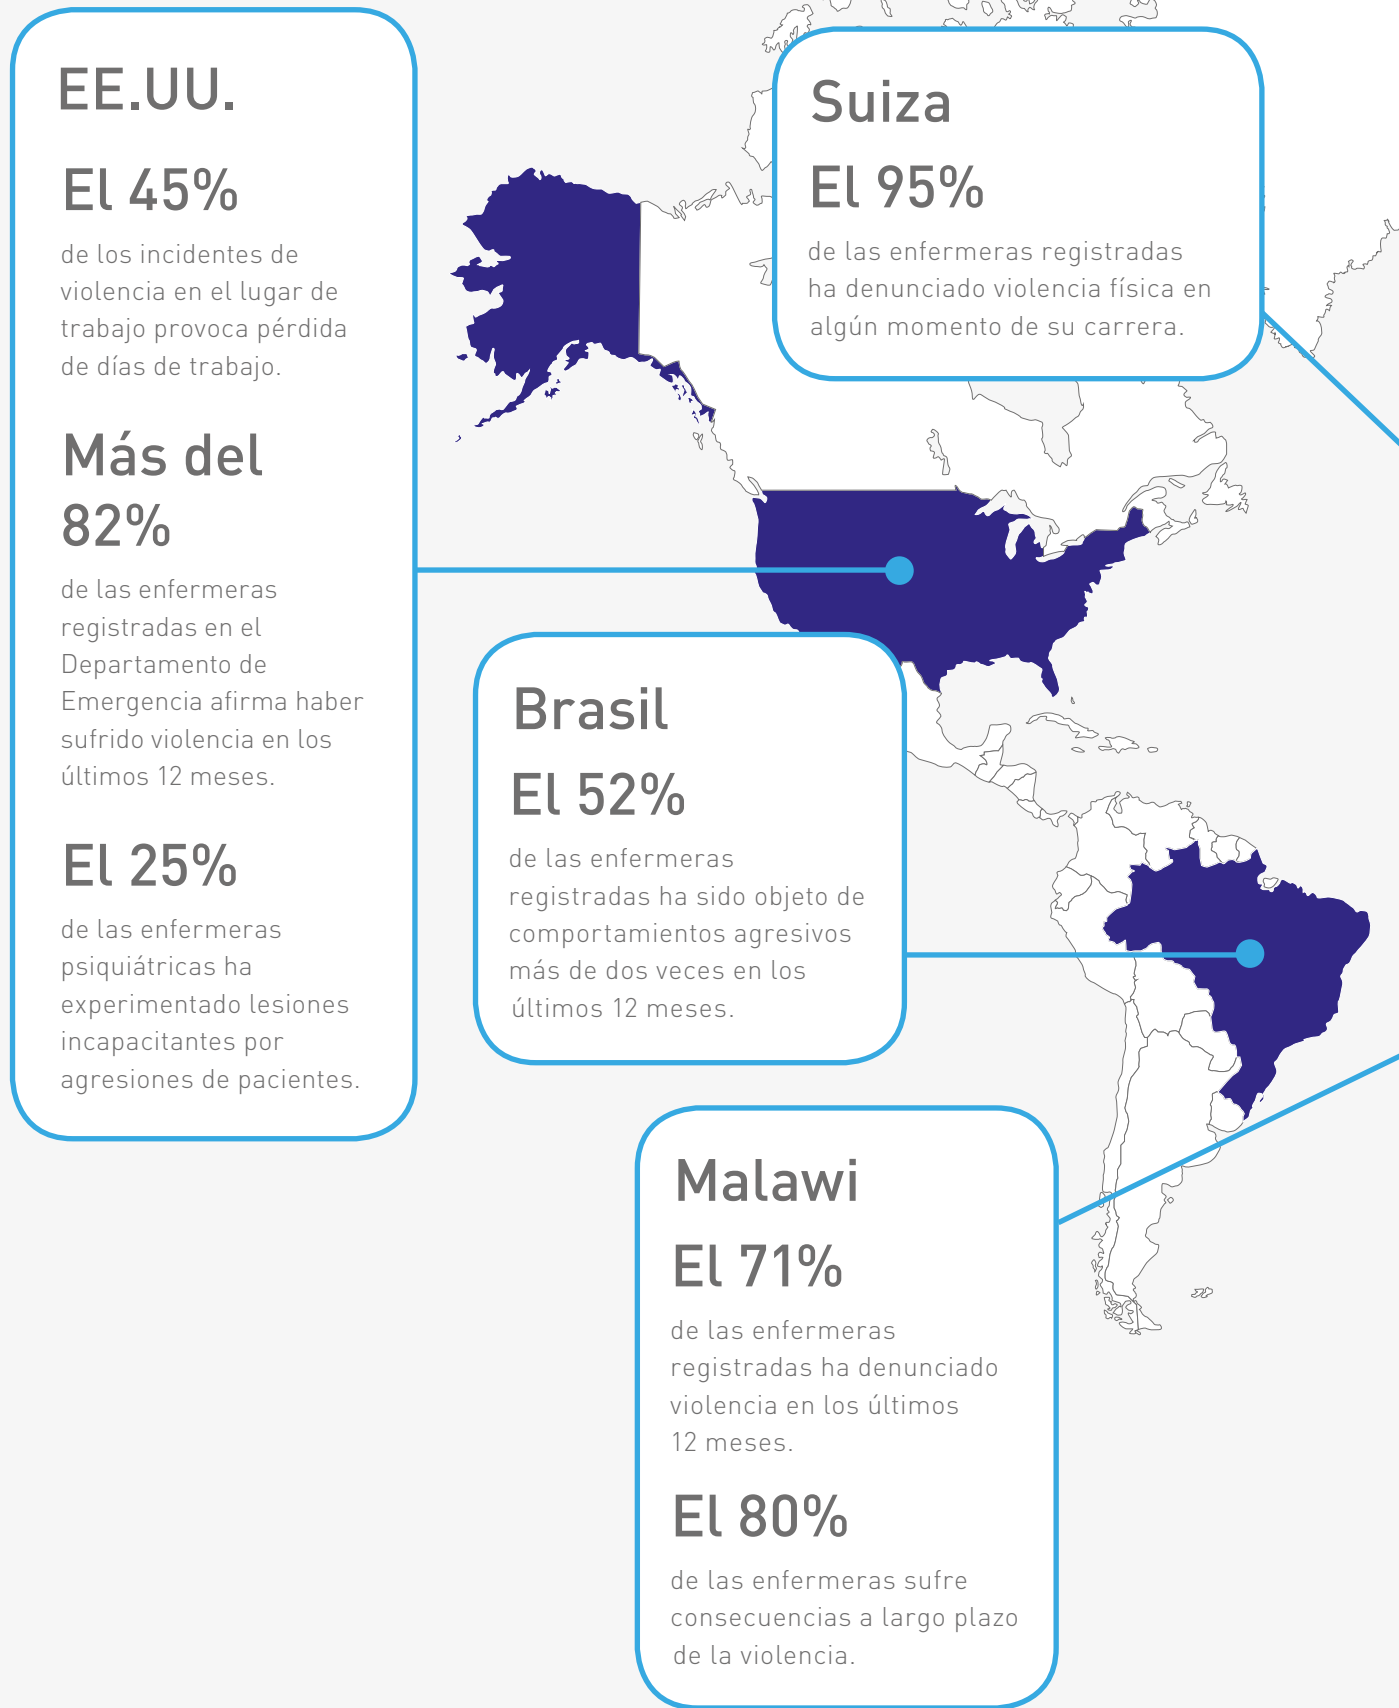 EE.UU.
El 45%
de los incidentes de
violencia en el lugar de
trabajo provoca pérdida
de días de trabajo.
Más del
82%
de las enfermeras
registradas en el
Departamento de
Emergencia afirma haber
sufrido violencia en los
últimos 12 meses.
El 25%
de las enfermeras
psiquiátricas ha
experimentado lesiones
incapacitantes por
agresiones de pacientes.
Suiza
El 95%
de las enfermeras registradas
ha denunciado violencia física en
algún momento de su carrera.
Brasil
El 52%
de las enfermeras
registradas ha sido objeto de
comportamientos agresivos
más de dos veces en los
últimos 12 meses.
Malawi
El 71%
de las enfermeras
registradas ha denunciado
violencia en los últimos
12 meses.
El 80%
de las enfermeras sufre
consecuencias a largo plazo
de la violencia.